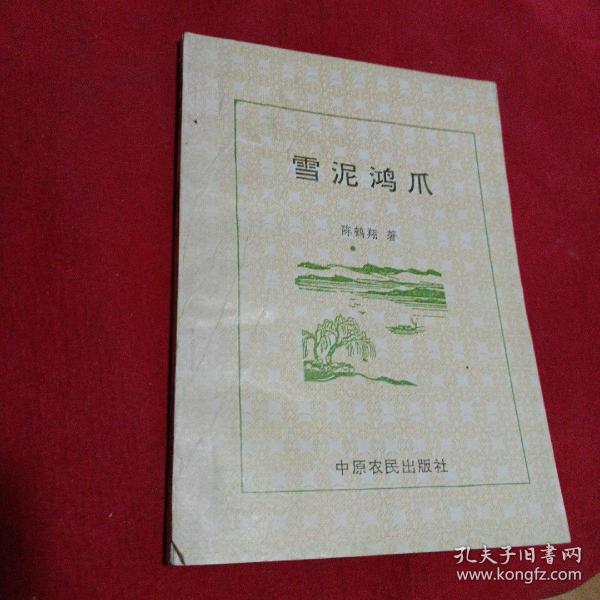 雪泥鸿爪
陈鹤翔 著
中原农民出版社
孔夫子旧书网
www.kongfz.com